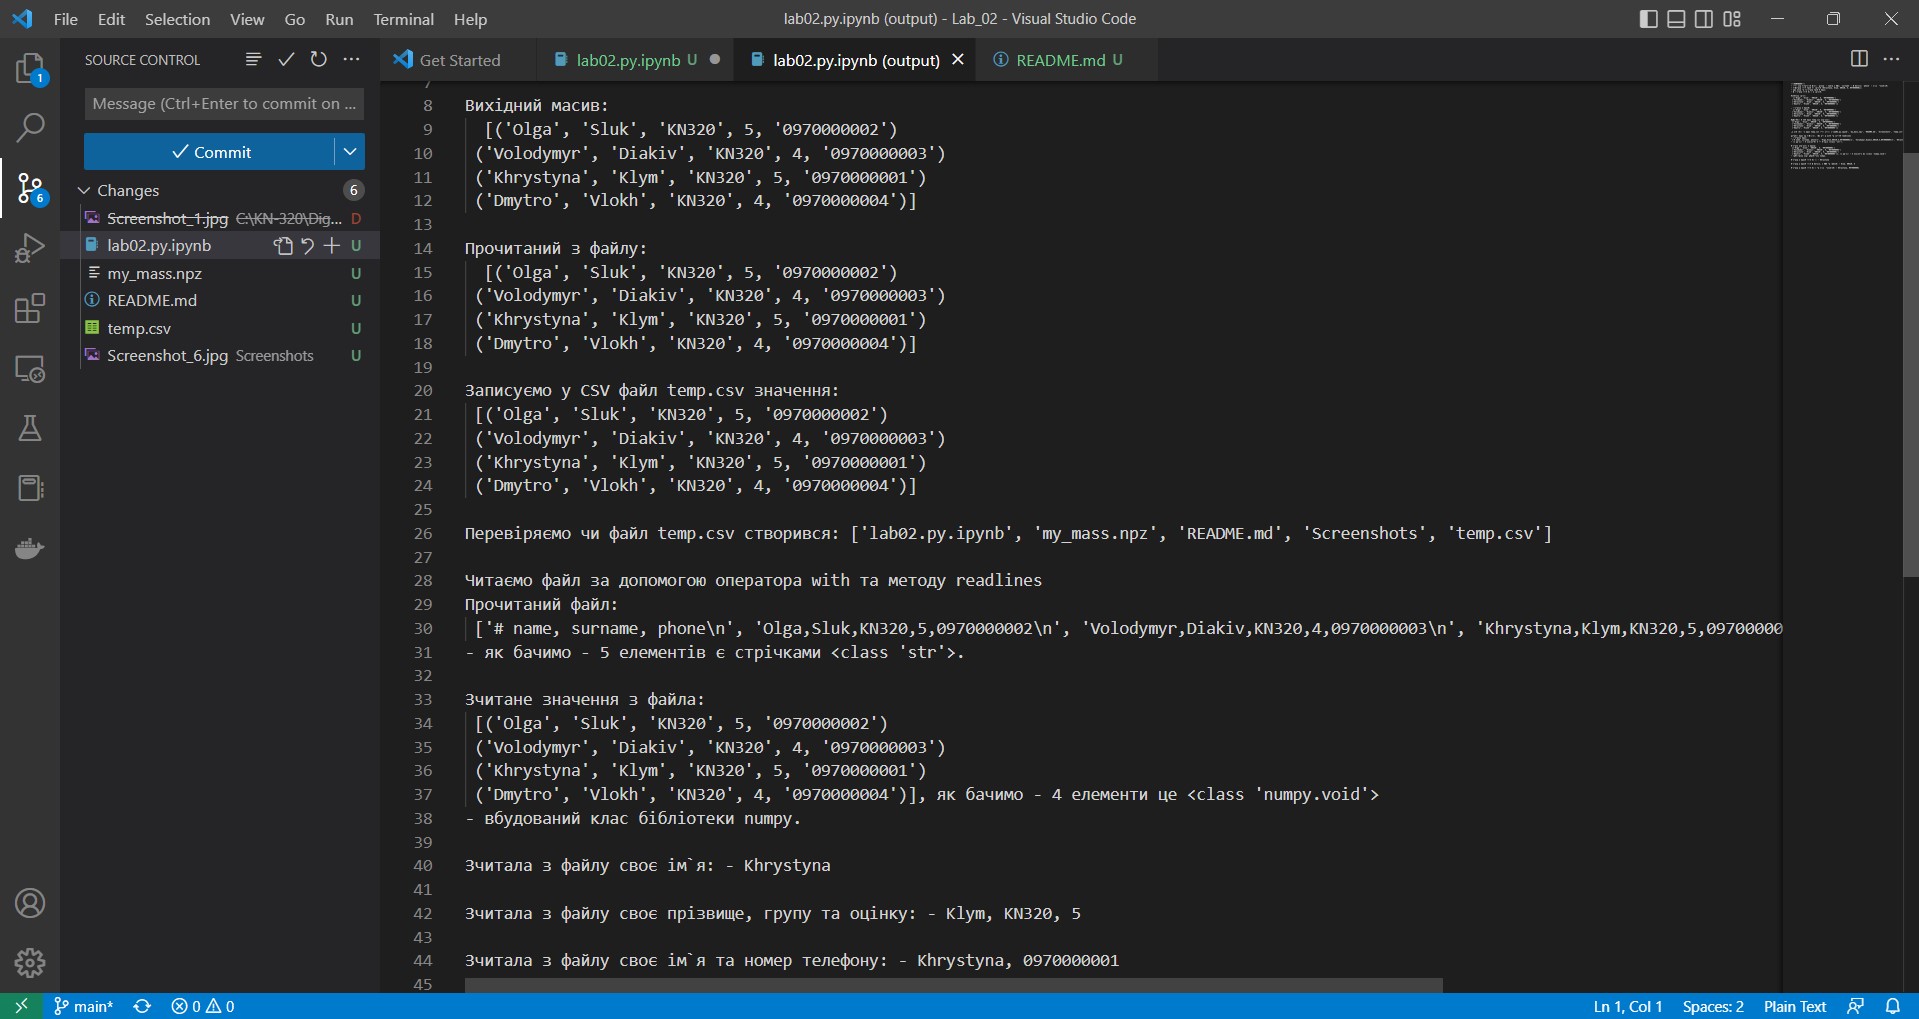 File Edit Selection View Go Run Terminal Help
lab02.py.ipynb (output) - Lab_02 - Visual Studio Code
SOURCE CONTROL
Get Started
lab02.py.ipynb U
lab02.py.ipynb (output)
README.md U
1
Message (Ctrl+Enter to commit on ...
Commit
6
Changes 6
Screenshot_1.jpg C:\KN-320\Dig... D
lab02.py.ipynb U
my_mass.npz U
README.md U
temp.csv U
Screenshot_6.jpg Screenshots U
7
8 Вихідний масив:
9 [('Olga', 'Sluk', 'KN320', 5, '0970000002')
10 ('Volodymyr', 'Diakiv', 'KN320', 4, '0970000003')
11 ('Khrystyna', 'Klym', 'KN320', 5, '0970000001')
12 ('Dmytro', 'Vlokh', 'KN320', 4, '0970000004')]
13
14 Прочитаний з файлу:
15 [('Olga', 'Sluk', 'KN320', 5, '0970000002')
16 ('Volodymyr', 'Diakiv', 'KN320', 4, '0970000003')
17 ('Khrystyna', 'Klym', 'KN320', 5, '0970000001')
18 ('Dmytro', 'Vlokh', 'KN320', 4, '0970000004')]
19
20 Записуємо у CSV файл temp.csv значення:
21 [('Olga', 'Sluk', 'KN320', 5, '0970000002')
22 ('Volodymyr', 'Diakiv', 'KN320', 4, '0970000003')
23 ('Khrystyna', 'Klym', 'KN320', 5, '0970000001')
24 ('Dmytro', 'Vlokh', 'KN320', 4, '0970000004')]
25
26 Перевіряємо чи файл temp.csv створився: ['lab02.py.ipynb', 'my_mass.npz', 'README.md', 'Screenshots', 'temp.csv']
27
28 Читаємо файл за допомогою оператора with та методу readlines
29 Прочитаний файл:
30 ['# name, surname, phone\n', 'Olga,Sluk,KN320,5,0970000002\n', 'Volodymyr,Diakiv,KN320,4,0970000003\n', 'Khrystyna,Klym,KN320,5,09700000
31 - як бачимо - 5 елементів є стрічками <class 'str'>.
32
33 Зчитане значення з файла:
34 [('Olga', 'Sluk', 'KN320', 5, '0970000002')
35 ('Volodymyr', 'Diakiv', 'KN320', 4, '0970000003')
36 ('Khrystyna', 'Klym', 'KN320', 5, '0970000001')
37 ('Dmytro', 'Vlokh', 'KN320', 4, '0970000004')], як бачимо - 4 елементи це <class 'numpy.void'>
38 - вбудований клас бібліотеки numpy.
39
40 Зчитала з файлу своє ім`я: - Khrystyna
41
42 Зчитала з файлу своє прізвище, групу та оцінку: - Klym, KN320, 5
43
44 Зчитала з файлу своє ім`я та номер телефону: - Khrystyna, 0970000001
45
main* 0 0
Ln 1, Col 1 Spaces: 2 Plain Text